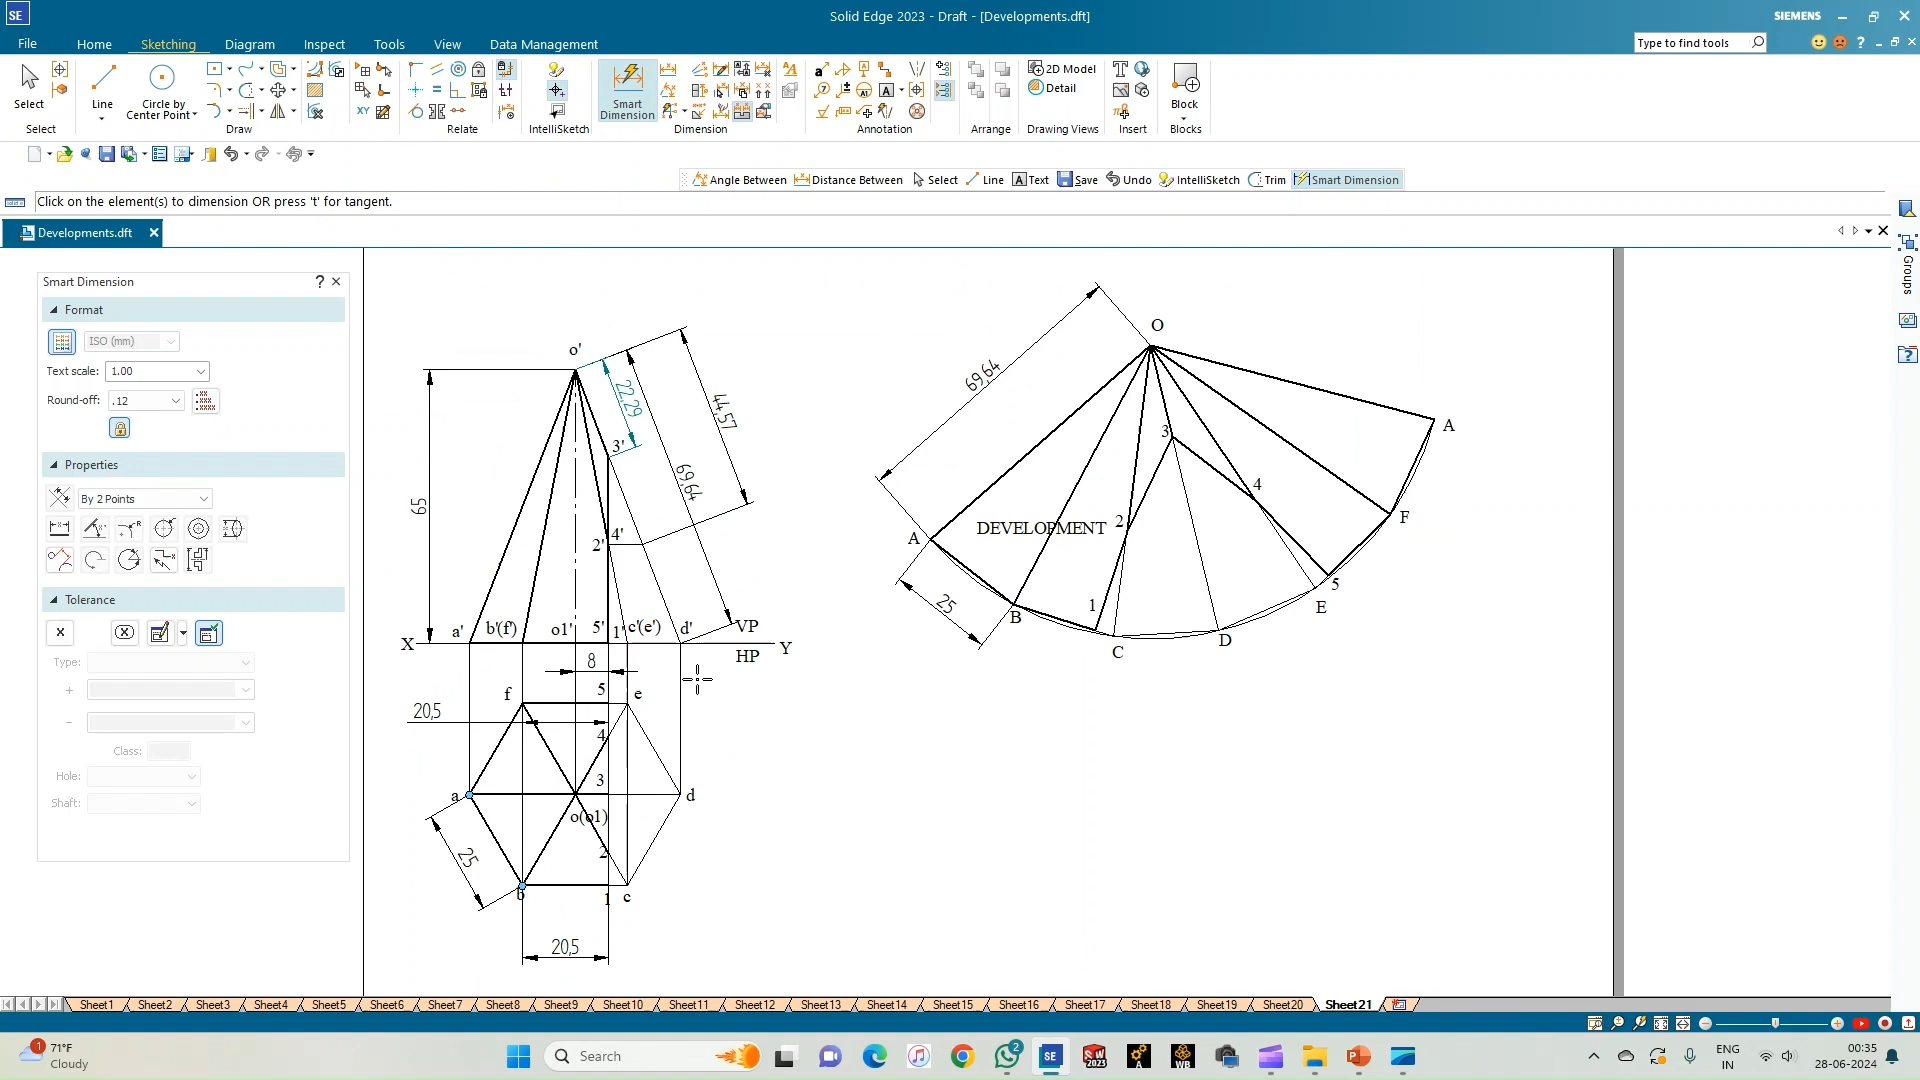 SE
Solid Edge 2023 - Draft - [Developments.dft]
SIEMENS
File Home Sketching Diagram Inspect Tools View Data Management
Type to find tools
Select
Line
Circle by
Center Point
Smart
Dimension
2D Model
Detail
Block
Select Draw Relate IntelliSketch Dimension Annotation Arrange Drawing Views Insert Blocks
Angle Between Distance Between Select Line Text Save Undo IntelliSketch Trim Smart Dimension
Click on the element(s) to dimension OR press 't' for tangent.
Developments.dft
Groups
Smart Dimension
?
Format
ISO (mm)
Text scale: 1.00
Round-off: .12
Properties
By 2 Points
Tolerance
X
Type:
+
−
Class:
Hole:
Shaft:
o'
22,29
44,57
69,64
65
3'
4'
2'
X a' b'(f') o1' 5' 1' c'(e') d' VP
HP Y
8
f 5 e
20,5
4
3
a d
o(o1)
2
25
b 1 c
20,5
O
69,64
A
3
4
F
DEVELOPMENT 2
A
25
B 1
5
E
C D
Sheet1 Sheet2 Sheet3 Sheet4 Sheet5 Sheet6 Sheet7 Sheet8 Sheet9 Sheet10 Sheet11 Sheet12 Sheet13 Sheet14 Sheet15 Sheet16 Sheet17 Sheet18 Sheet19 Sheet20 Sheet21
1
71°F
Cloudy
Search
2
SE
2023
A
WB
ENG
IN
00:35
28-06-2024